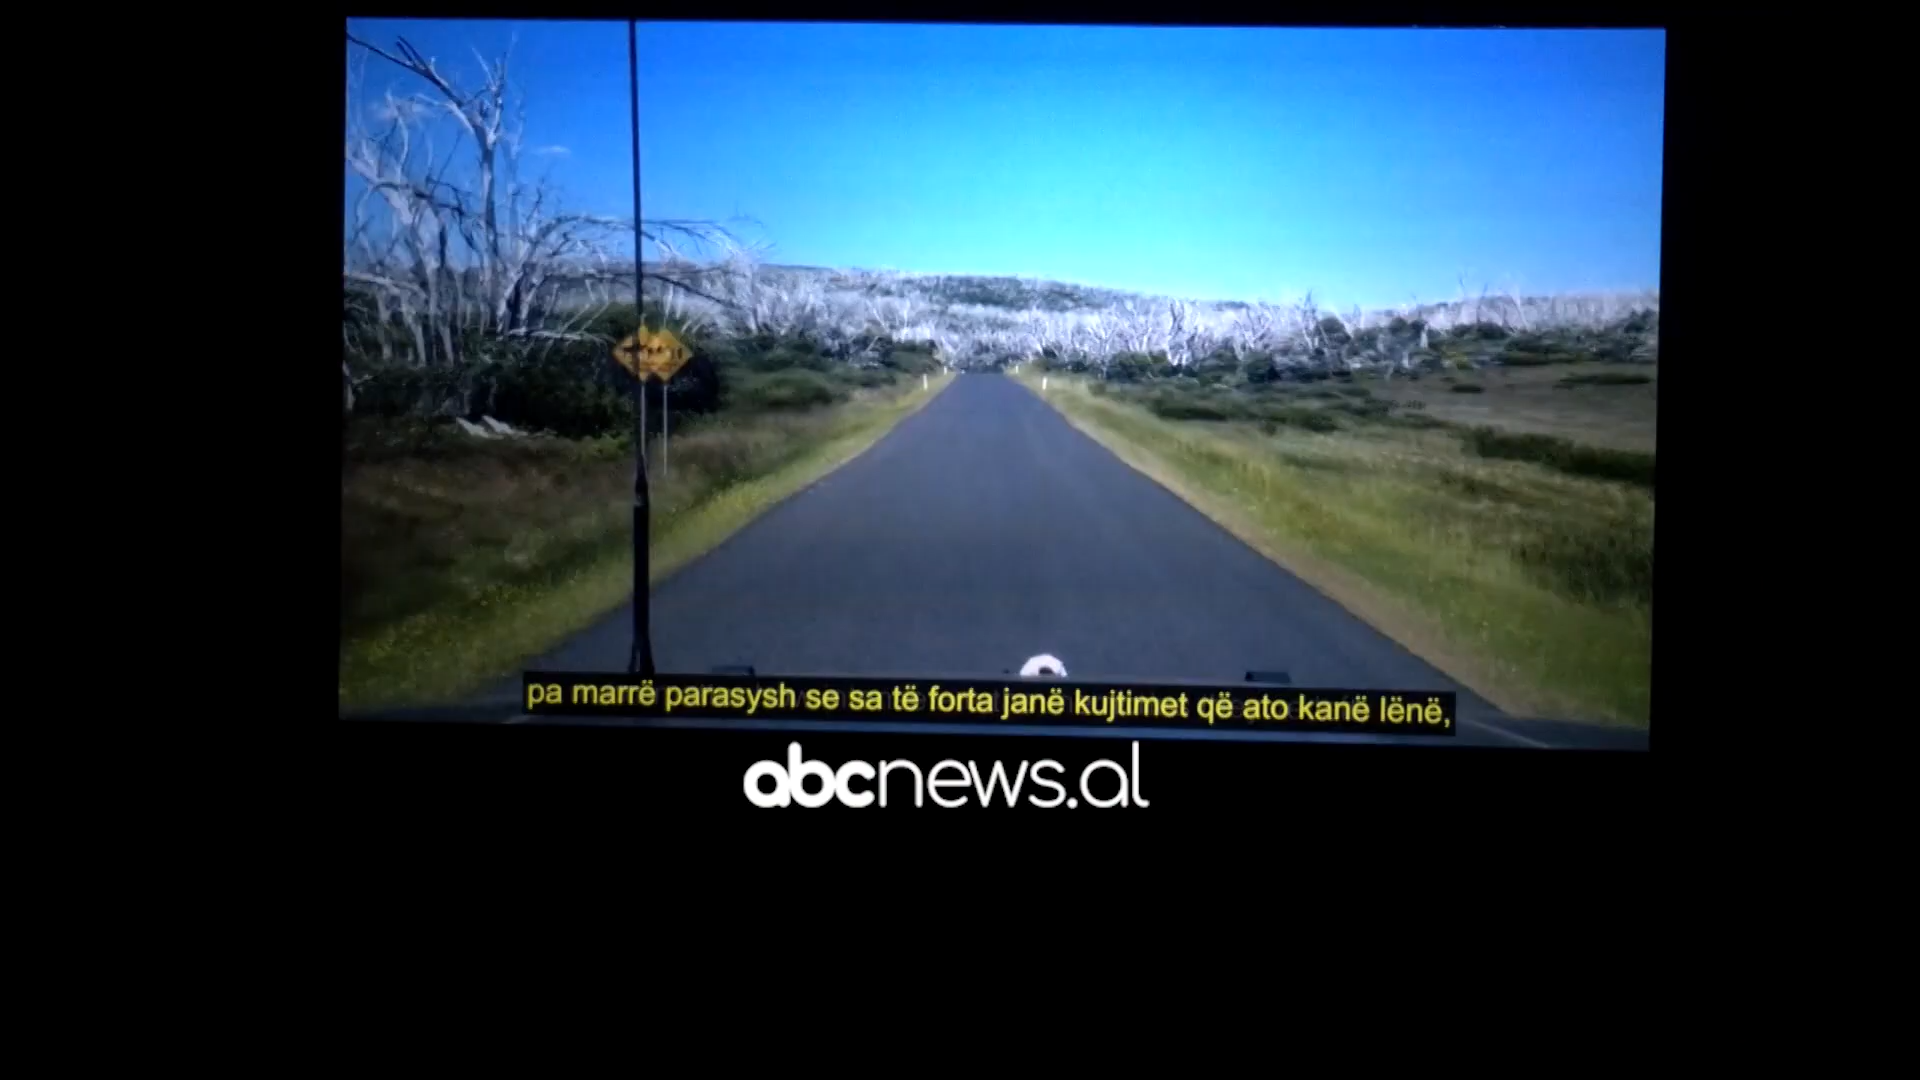 pa marrë parasysh se sa të forta janë kujtimet që ato kanë lënë,
abcnews.al